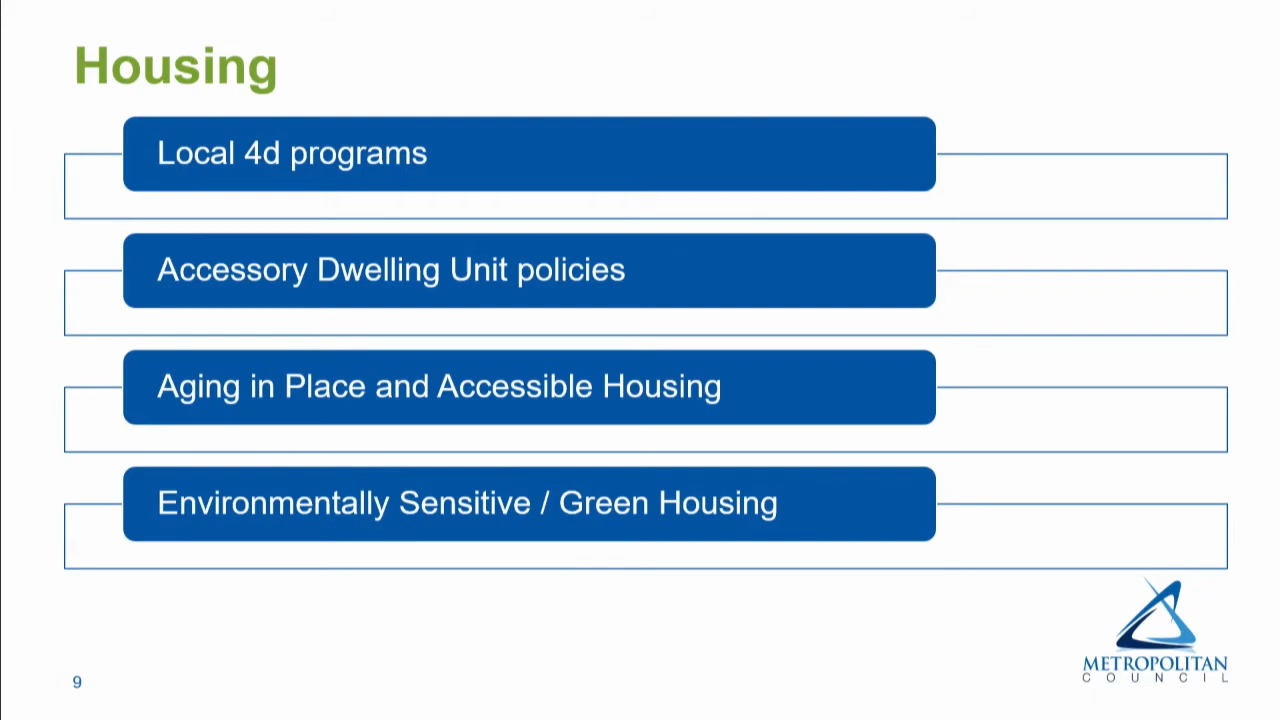 Housing
Local 4d programs
Accessory Dwelling Unit policies
Aging in Place and Accessible Housing
Environmentally Sensitive / Green Housing
METROPOLITAN
COUNCIL
9